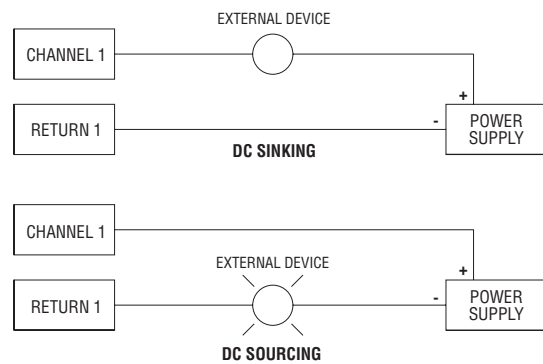 EXTERNAL DEVICE
CHANNEL 1
+
RETURN 1
-
POWER
SUPPLY
DC SINKING
CHANNEL 1
EXTERNAL DEVICE
+
RETURN 1
-
POWER
SUPPLY
DC SOURCING